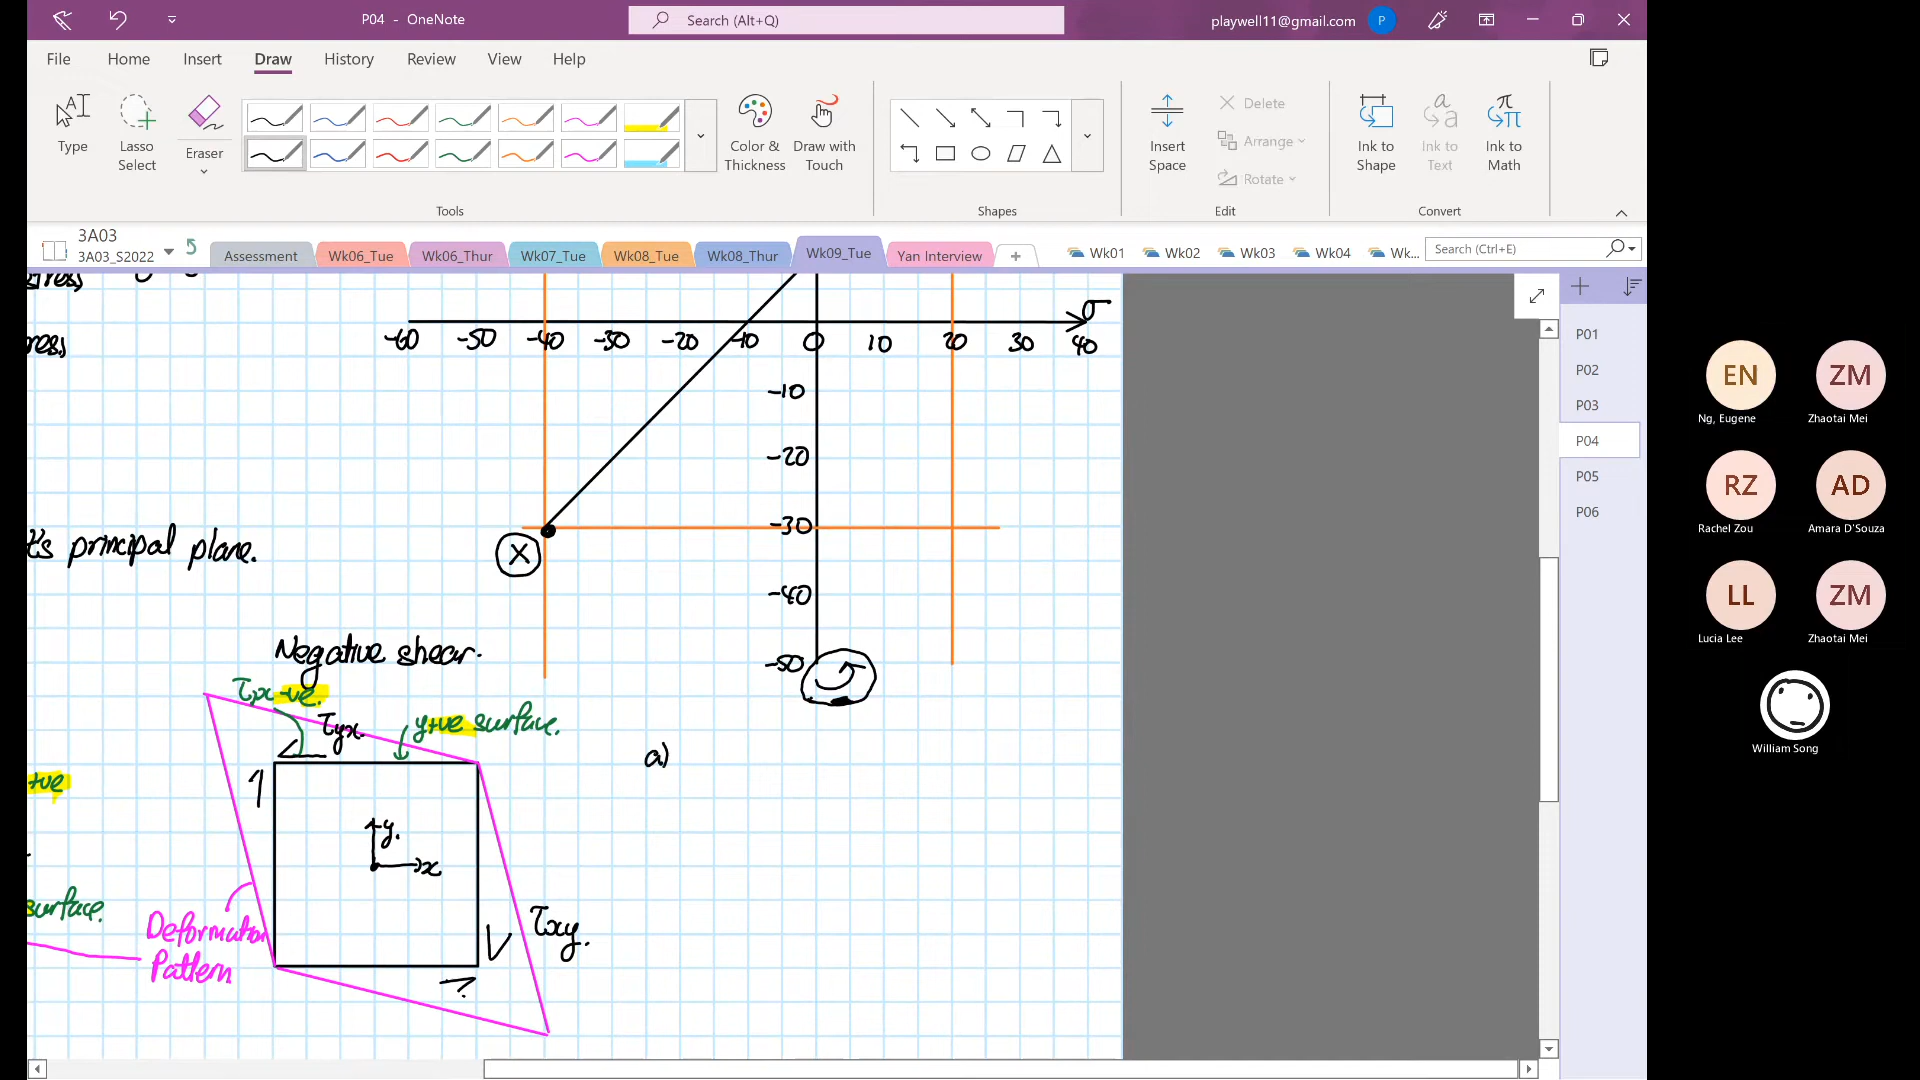 P04 - OneNote
Search (Alt+Q)
playwell11@gmail.com
P
File
Home
Insert
Draw
History
Review
View
Help
Type
Lasso Select
Eraser
Color & Thickness
Draw with Touch
Insert Space
Delete
Arrange
Rotate
Ink to Shape
Ink to Text
Ink to Math
Tools
Shapes
Edit
Convert
3A03
3A03_S2022
Assessment
Wk06_Tue
Wk06_Thur
Wk07_Tue
Wk08_Tue
Wk08_Thur
Wk09_Tue
Yan Interview
Wk01
Wk02
Wk03
Wk04
Wk...
Search (Ctrl+E)
P01
P02
P03
P04
P05
P06
σ
-60 -50 -40 -30 -20 -10 0 10 20 30 40
-10
-20
-30
-40
-50
X
principal plane.
Negative shear.
-ve.
τyx.
y+ve surface.
+ve
y.
x
surface.
Deformation
Pattern
τxy.
a)
EN
Ng, Eugene
ZM
Zhaotai Mei
RZ
Rachel Zou
AD
Amara D'Souza
LL
Lucia Lee
ZM
Zhaotai Mei
William Song